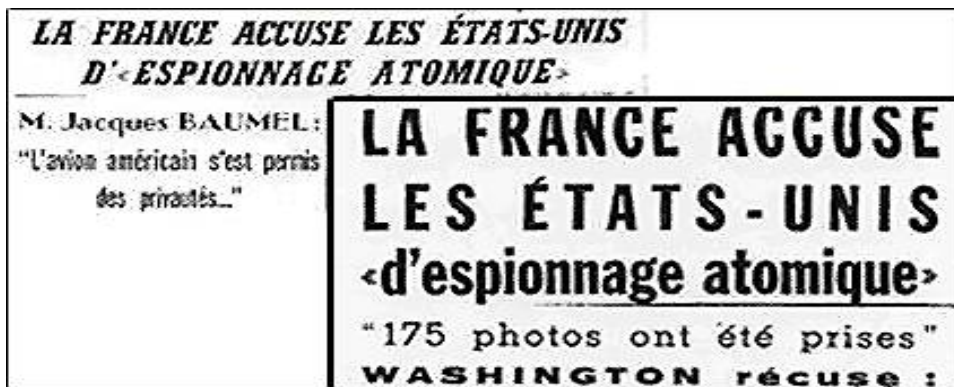 LA FRANCE ACCUSE LES ÉTATS-UNIS
D'«ESPIONNAGE ATOMIQUE»
M. Jacques BAUMEL :
"L'avion américain s'est permis
des privautés..."
LA FRANCE ACCUSE
LES ÉTATS-UNIS
«d'espionnage atomique»
"175 photos ont été prises"
WASHINGTON récuse :